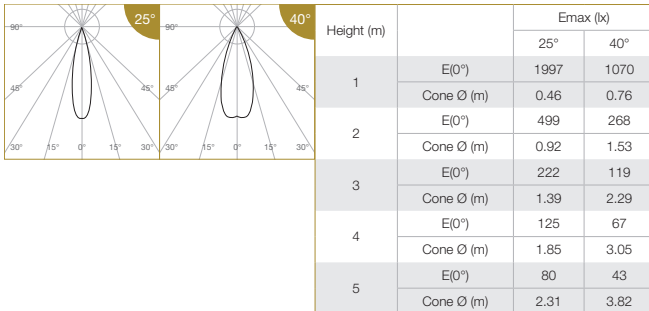 25°
40°
90°
90°
45°
45°
45°
45°
30° 15° 0° 15° 30°
30° 15° 0° 15° 30°
Height (m) Emax (lx)
25° 40°
1 E(0°) 1997 1070
Cone Ø (m) 0.46 0.76
2 E(0°) 499 268
Cone Ø (m) 0.92 1.53
3 E(0°) 222 119
Cone Ø (m) 1.39 2.29
4 E(0°) 125 67
Cone Ø (m) 1.85 3.05
5 E(0°) 80 43
Cone Ø (m) 2.31 3.82